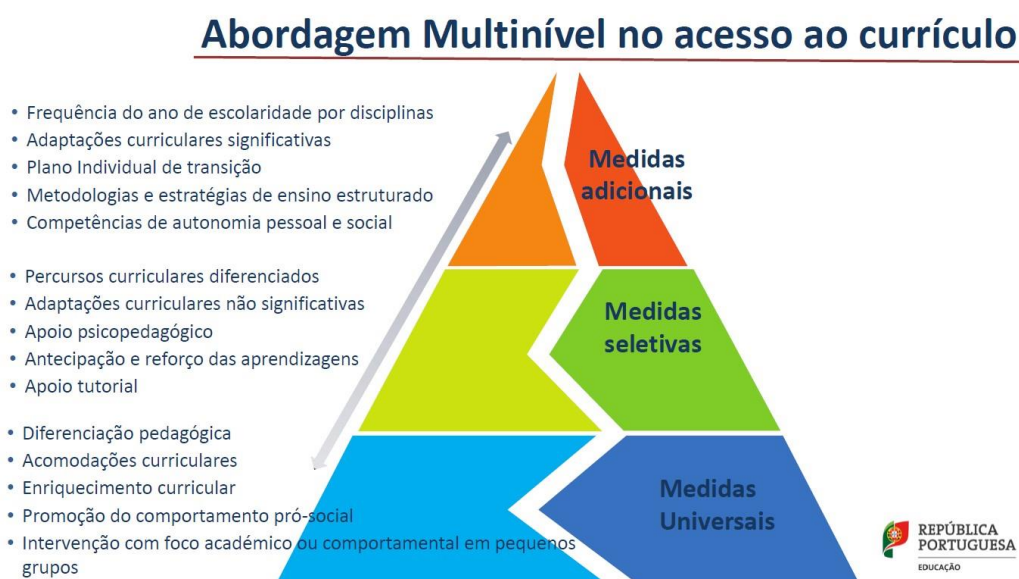 Abordagem Multinível no acesso ao currículo
• Frequência do ano de escolaridade por disciplinas
• Adaptações curriculares significativas
• Plano Individual de transição
• Metodologias e estratégias de ensino estruturado
• Competências de autonomia pessoal e social
Medidas
adicionais
• Percursos curriculares diferenciados
• Adaptações curriculares não significativas
• Apoio psicopedagógico
• Antecipação e reforço das aprendizagens
• Apoio tutorial
Medidas
seletivas
• Diferenciação pedagógica
• Acomodações curriculares
• Enriquecimento curricular
• Promoção do comportamento pró-social
• Intervenção com foco académico ou comportamental em pequenos
grupos
Medidas
Universais
REPÚBLICA
PORTUGUESA
EDUCAÇÃO